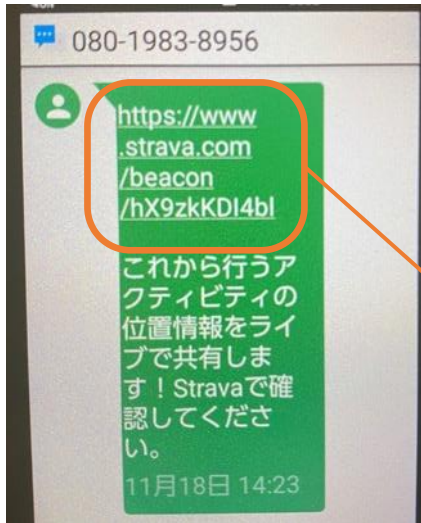 080-1983-8956
https://www
.strava.com
/beacon
/hX9zkKDI4bl
これから行うア
クティビティの
位置情報をライ
ブで共有しま
す！Stravaで確
認してくださ
い。
11月18日 14:23